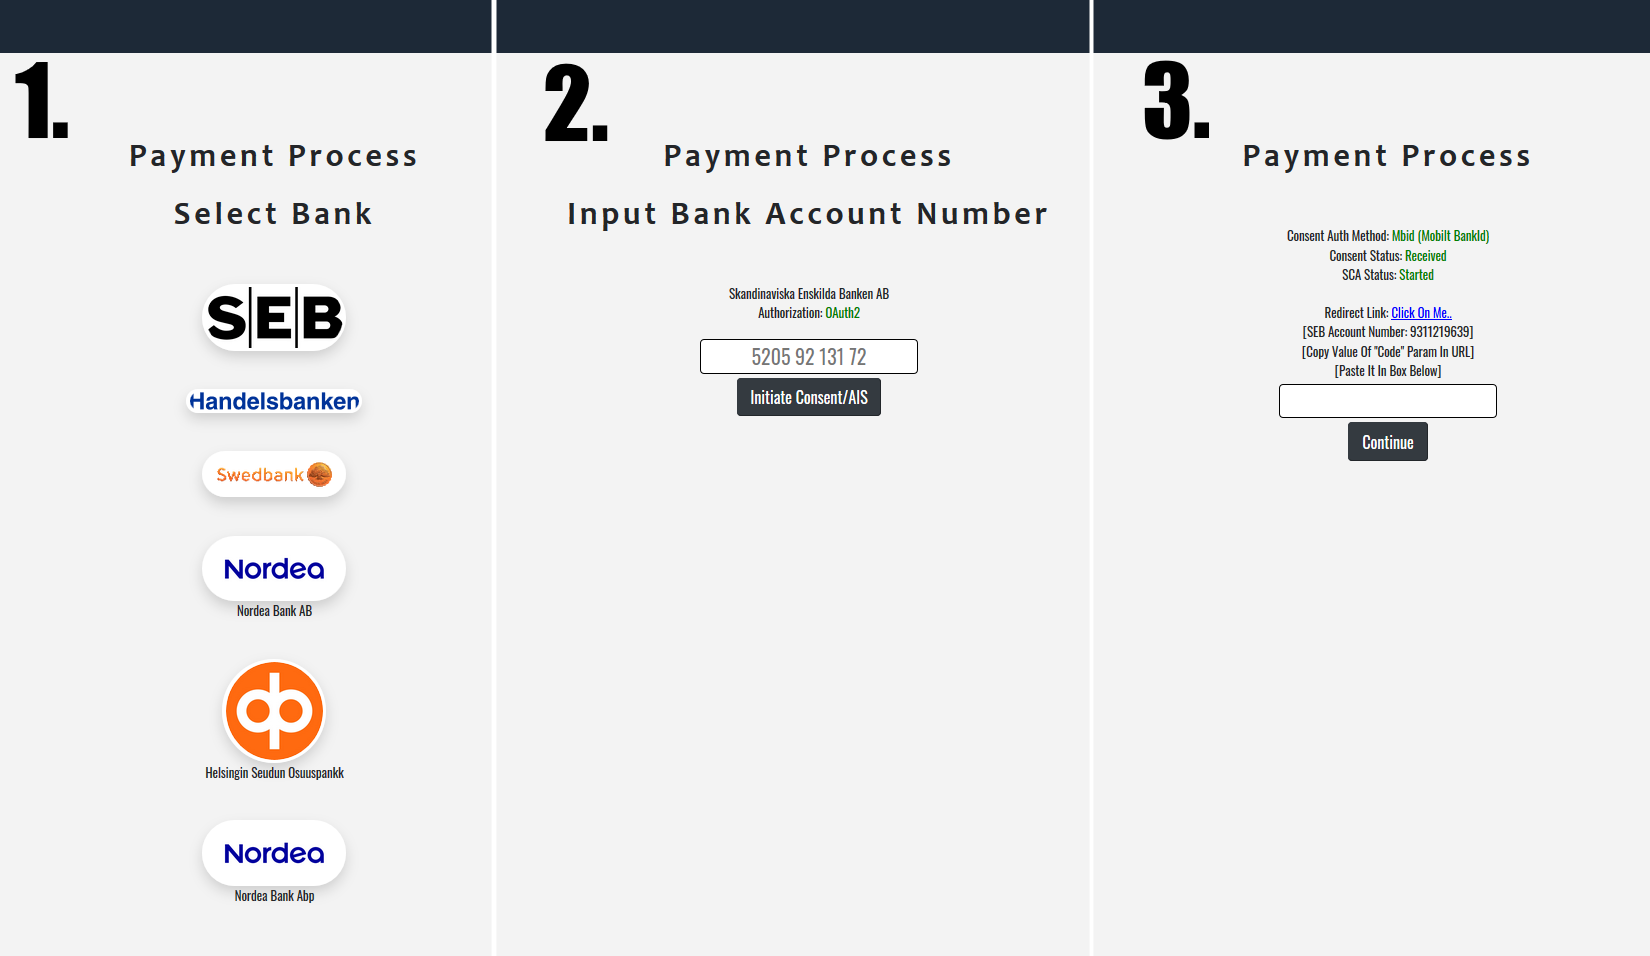 1.
Payment Process
Select Bank
SEB
Handelsbanken
Swedbank
Nordea
Nordea Bank AB
op
Helsingin Seudun Osuuspankk
Nordea
Nordea Bank Abp
2.
Payment Process
Input Bank Account Number
Skandinaviska Enskilda Banken AB
Authorization: OAuth2
5205 92 131 72
Initiate Consent/AIS
3.
Payment Process
Consent Auth Method: Mbid (Mobilt BankId)
Consent Status: Received
SCA Status: Started
Redirect Link: Click On Me..
[SEB Account Number: 9311219639]
[Copy Value Of "Code" Param In URL]
[Paste It In Box Below]
Continue